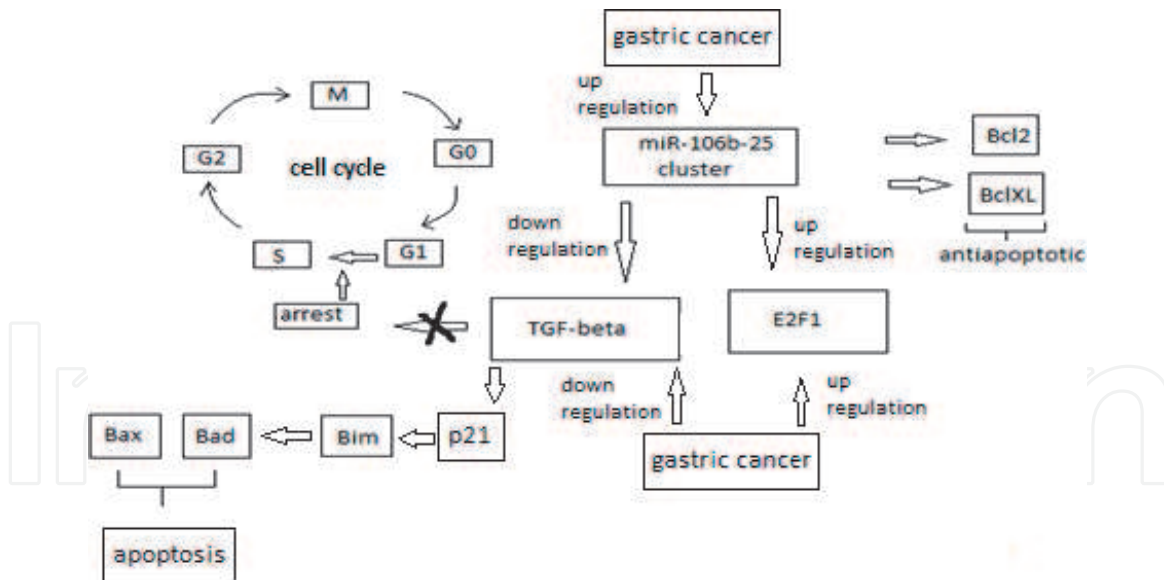 gastric cancer
up
regulation
miR-106b-25
cluster
Bcl2
BclXL
antiapoptotic
M
G2
G0
cell cycle
S
G1
arrest
down
regulation
up
regulation
TGF-beta
E2F1
down
regulation
up
regulation
gastric cancer
Bax
Bad
Bim
p21
apoptosis